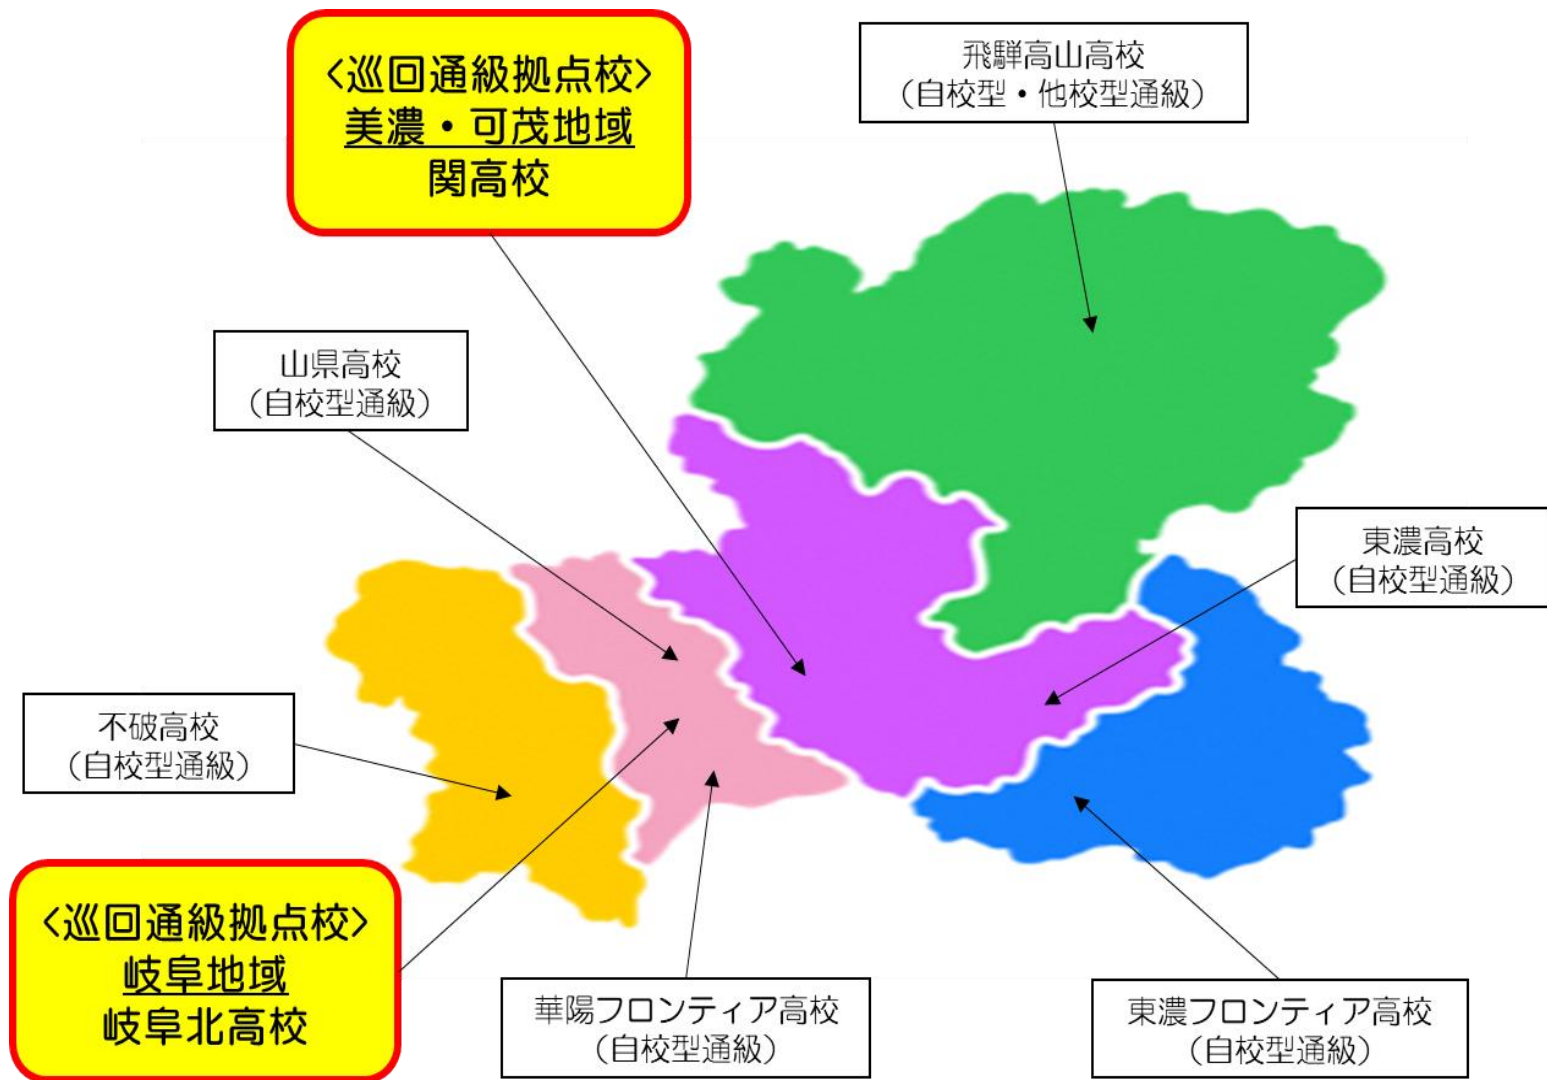 <巡回通級拠点校>
美濃・可茂地域
関高校
飛騨高山高校
（自校型・他校型通級）
山県高校
（自校型通級）
東濃高校
（自校型通級）
不破高校
（自校型通級）
<巡回通級拠点校>
岐阜地域
岐阜北高校
華陽フロンティア高校
（自校型通級）
東濃フロンティア高校
（自校型通級）